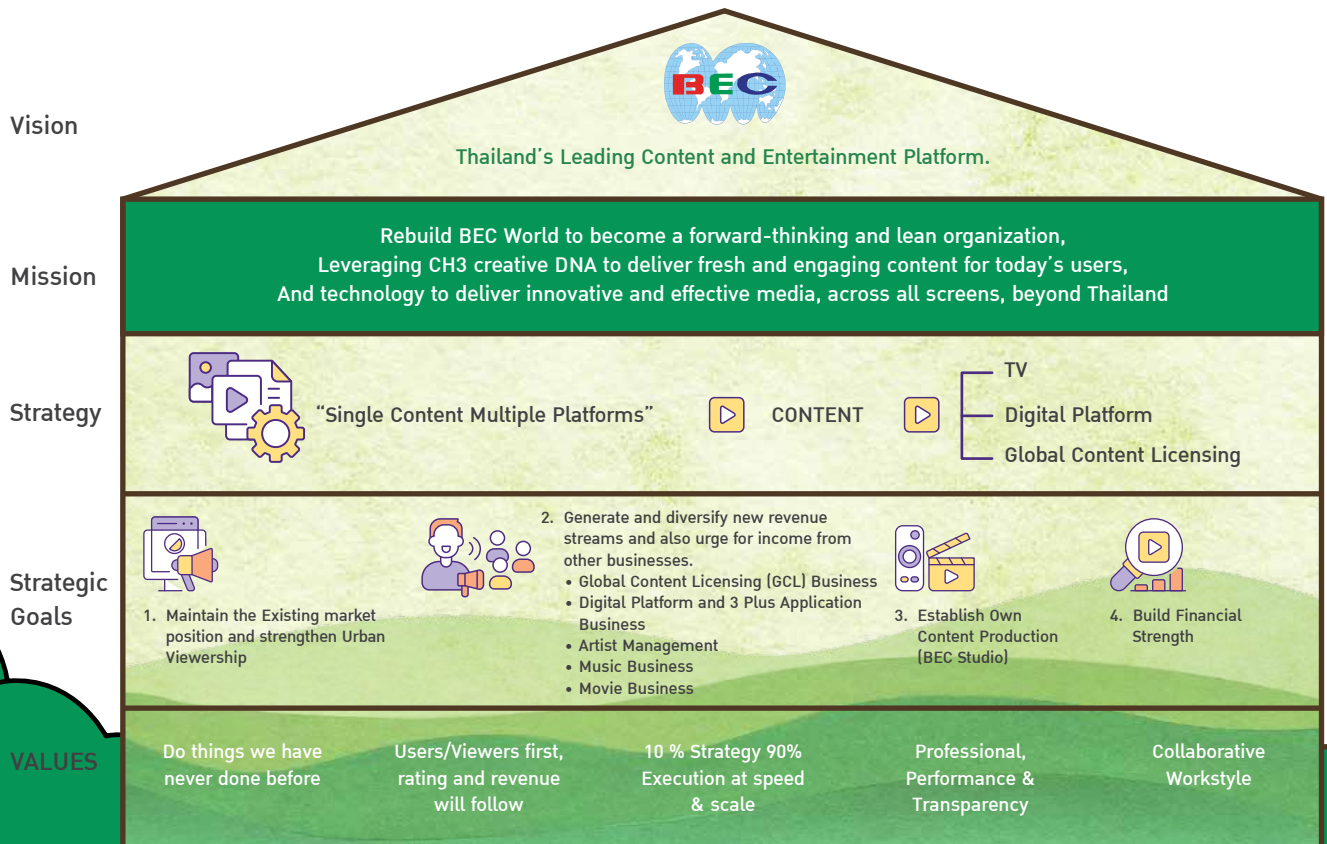 BEC
Vision
Thailand's Leading Content and Entertainment Platform.
Mission
Rebuild BEC World to become a forward-thinking and lean organization,
Leveraging CH3 creative DNA to deliver fresh and engaging content for today's users,
And technology to deliver innovative and effective media, across all screens, beyond Thailand
Strategy
“Single Content Multiple Platforms”
CONTENT
TV
Digital Platform
Global Content Licensing
Strategic
Goals
1. Maintain the Existing market
position and strengthen Urban
Viewership
2. Generate and diversify new revenue
streams and also urge for income from
other businesses.
• Global Content Licensing (GCL) Business
• Digital Platform and 3 Plus Application
Business
• Artist Management
• Music Business
• Movie Business
3. Establish Own
Content Production
(BEC Studio)
4. Build Financial
Strength
VALUES
Do things we have
never done before
Users/Viewers first,
rating and revenue
will follow
10 % Strategy 90%
Execution at speed
& scale
Professional,
Performance &
Transparency
Collaborative
Workstyle